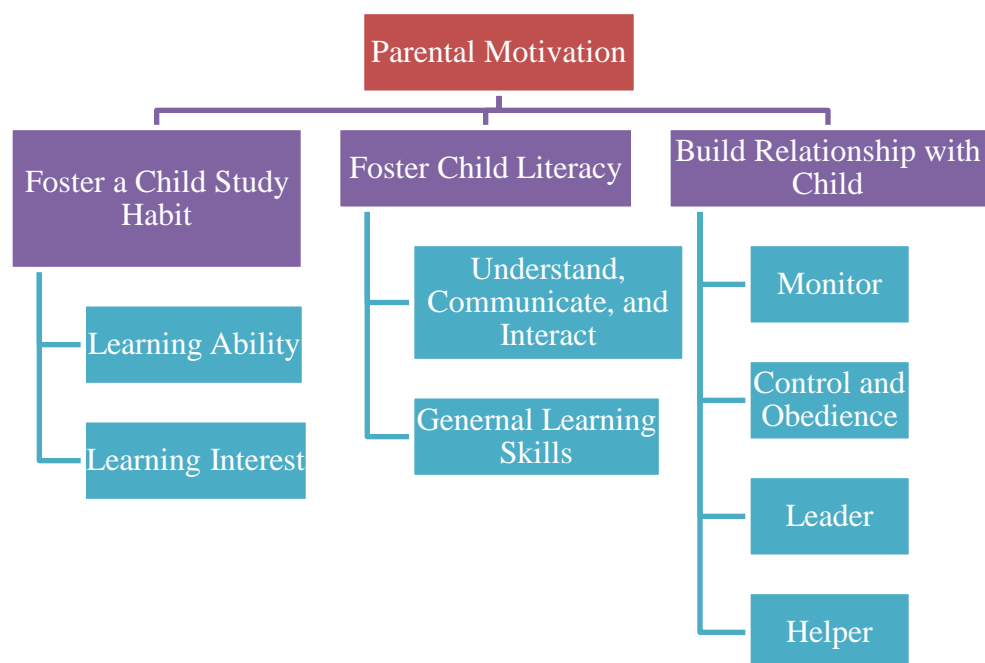 Parental Motivation
Foster a Child Study
Habit
Learning Ability
Learning Interest
Foster Child Literacy
Understand,
Communicate, and
Interact
Genernal Learning
Skills
Build Relationship with
Child
Monitor
Control and
Obedience
Leader
Helper